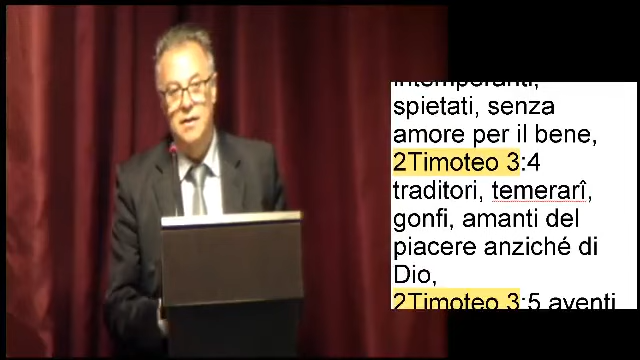 intemperanti,
spietati, senza
amore per il bene,
2Timoteo 3:4
traditori, temerarî,
gonfi, amanti del
piacere anziché di
Dio,
2Timoteo 3:5 aventi